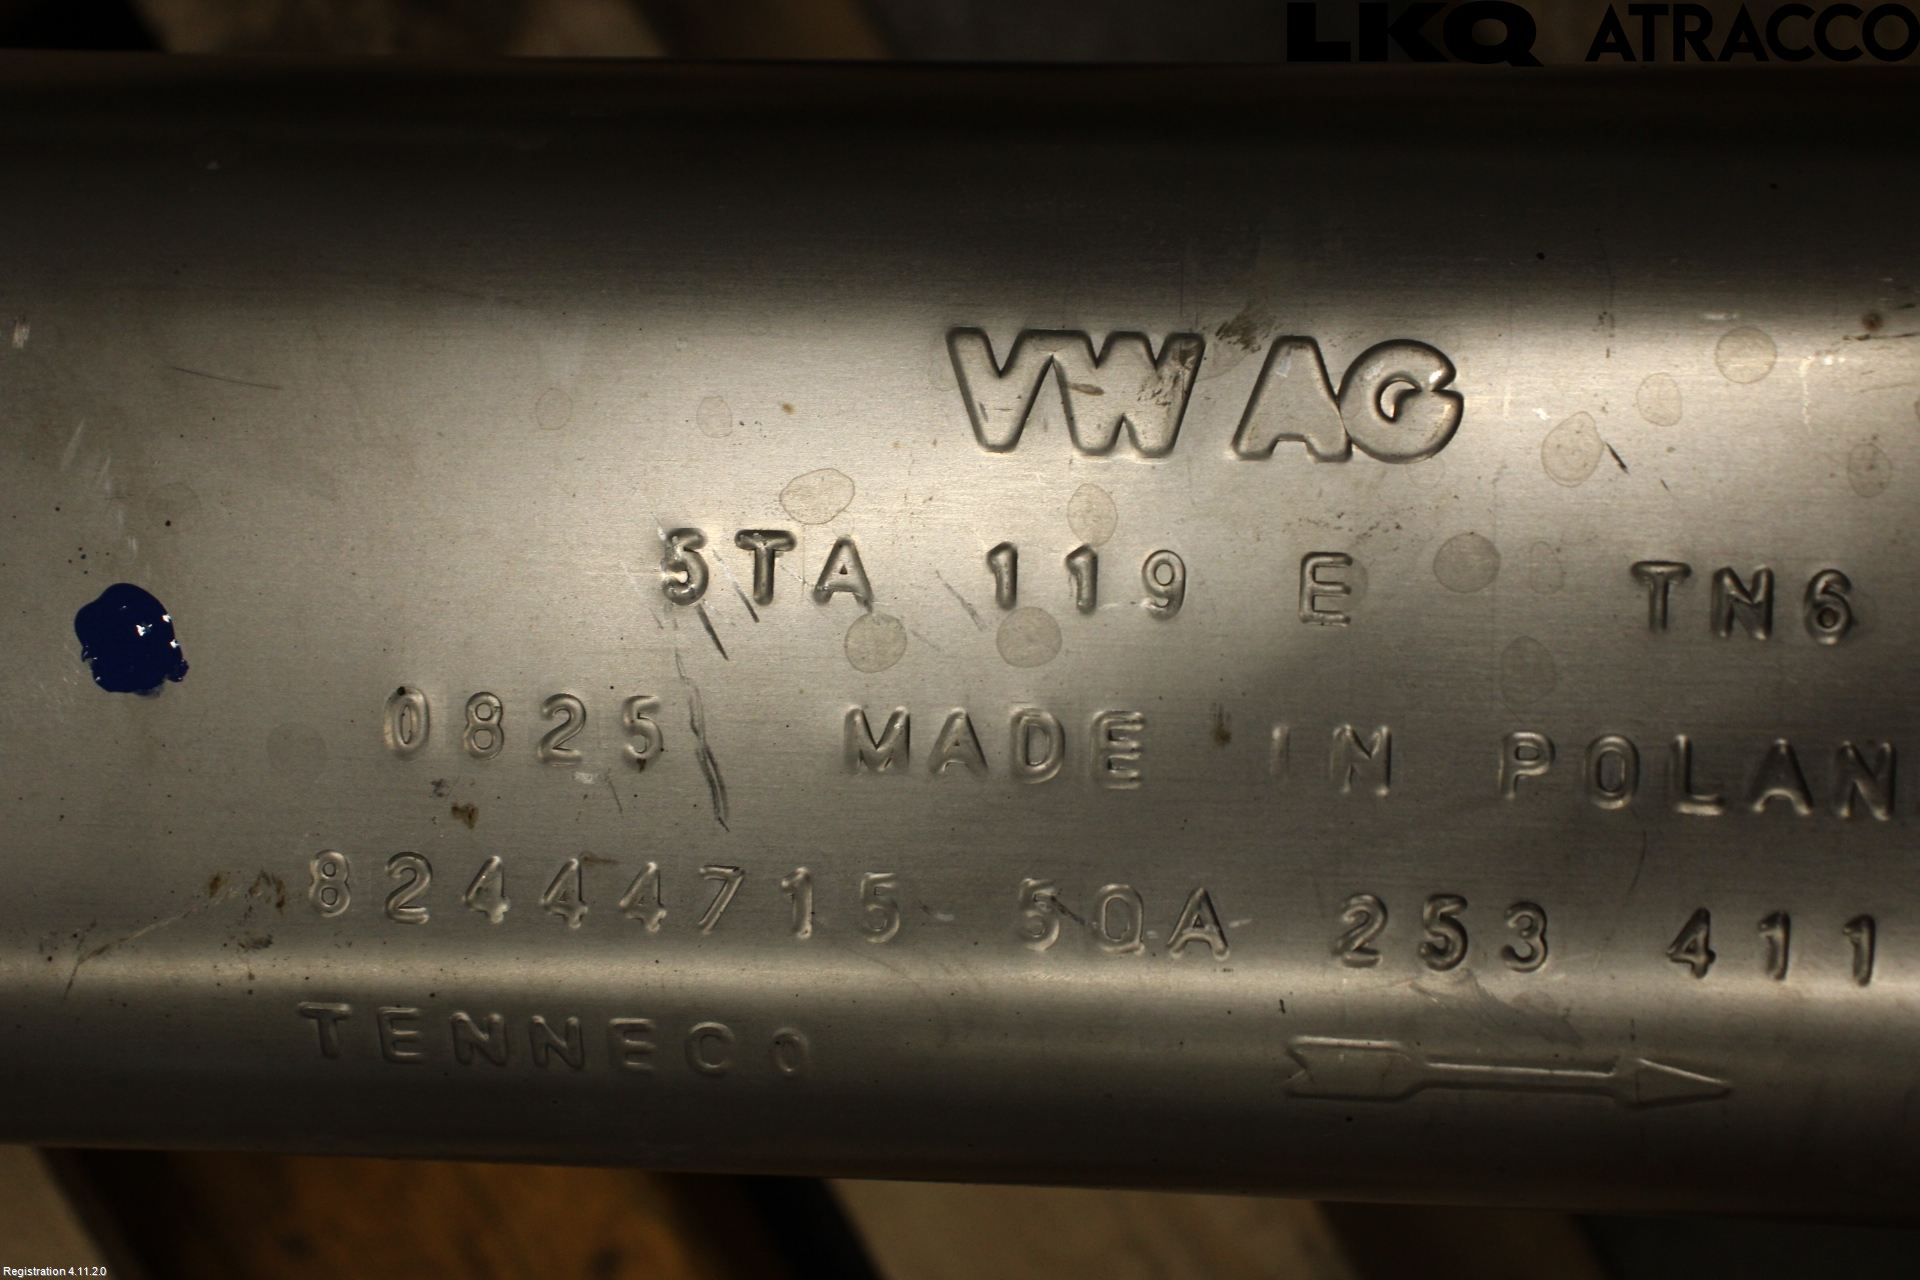 LKQ ATRACCO
VW AG
5TA 119 E TN6
0825 MADE IN POLAN
82444715 5QA 253 411
TENNECO
Registration 4.11.2.0